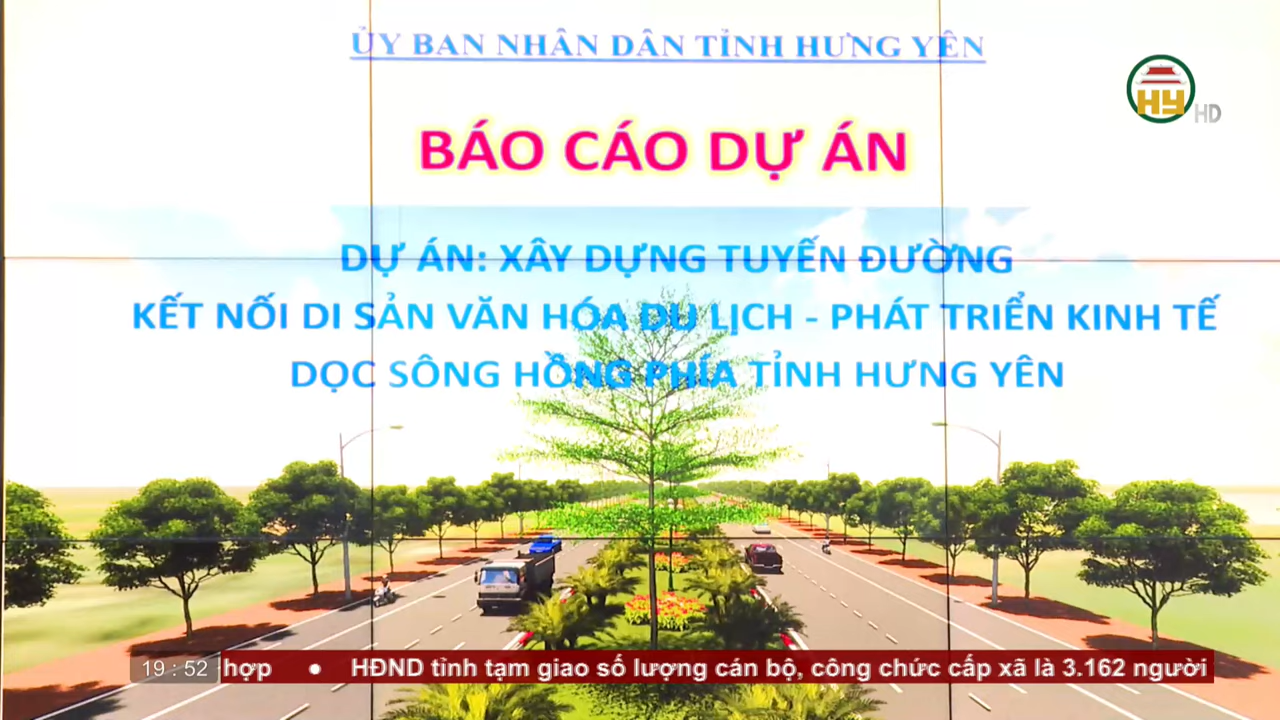 ỦY BAN NHÂN DÂN TỈNH HƯNG YÊN
HY HD
BÁO CÁO DỰ ÁN
DỰ ÁN: XÂY DỰNG TUYẾN ĐƯỜNG
KẾT NỐI DI SẢN VĂN HÓA DU LỊCH - PHÁT TRIỂN KINH TẾ
DỌC SÔNG HỒNG PHÍA TỈNH HƯNG YÊN
19 : 52 hợp ● HĐND tỉnh tạm giao số lượng cán bộ, công chức cấp xã là 3.162 người